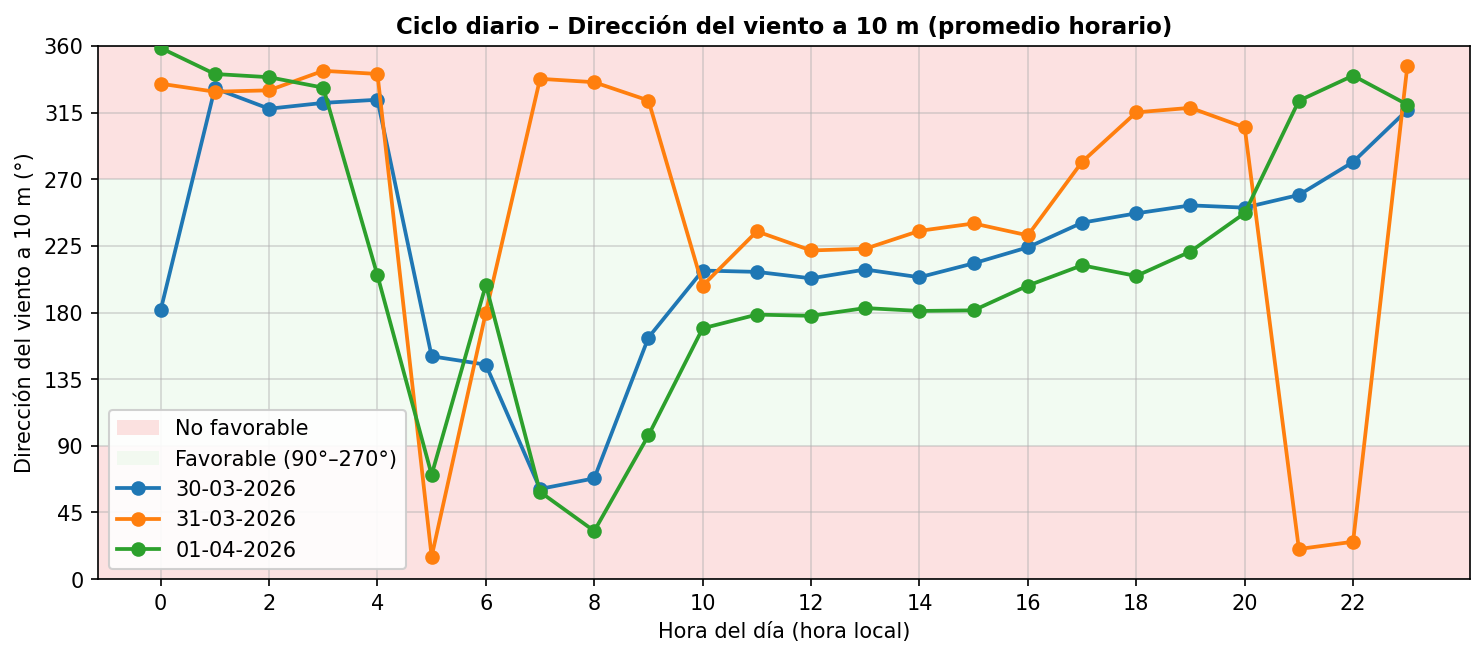 Ciclo diario – Dirección del viento a 10 m (promedio horario)
Dirección del viento a 10 m (°)
360
315
270
225
180
135
90
45
0
No favorable
Favorable (90°–270°)
30-03-2026
31-03-2026
01-04-2026
0 2 4 6 8 10 12 14 16 18 20 22
Hora del día (hora local)